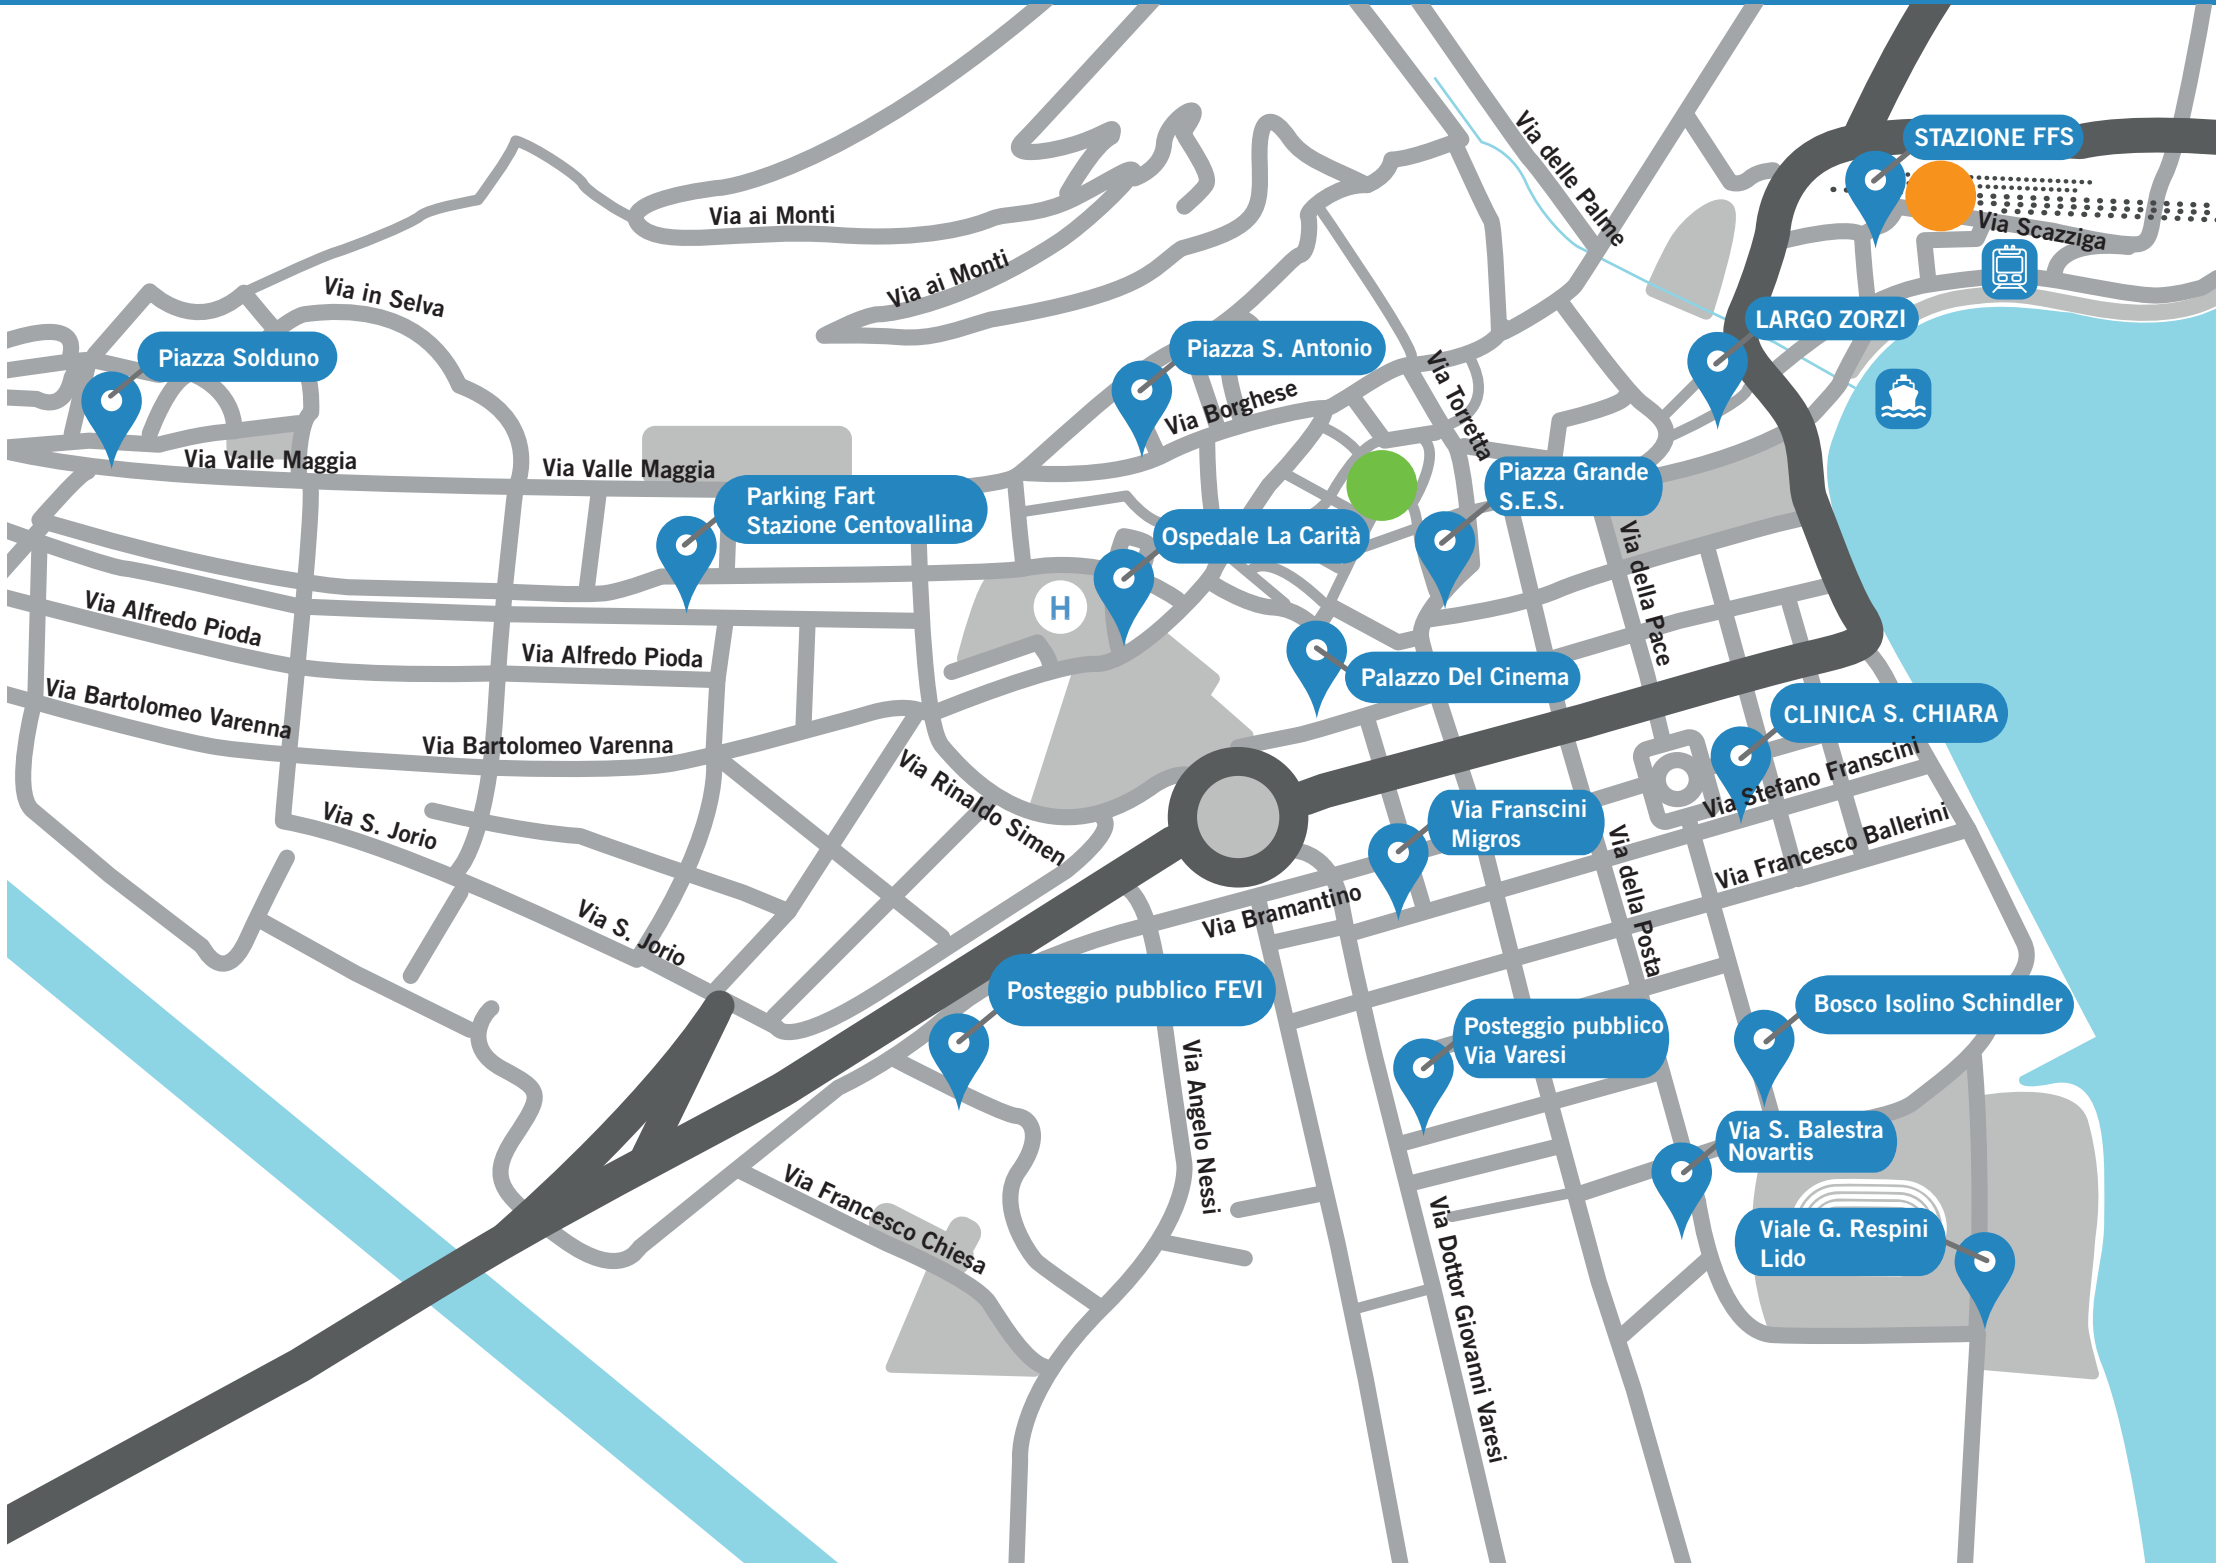 STAZIONE FFS
Via delle Palme
Via ai Monti
Via Scazziga
Via ai Monti
Via in Selva
LARGO ZORZI
Piazza Solduno
Piazza S. Antonio
Via Torretta
Via Borghese
Via Valle Maggia
Via Valle Maggia
Piazza Grande
S.E.S.
Parking Fart
Stazione Centovallina
Ospedale La Carità
Via della Pace
H
Via Alfredo Pioda
Via Alfredo Pioda
Palazzo Del Cinema
Via Bartolomeo Varenna
CLINICA S. CHIARA
Via Bartolomeo Varenna
Via Stefano Franscini
Via Rinaldo Simen
Via Franscini
Migros
Via S. Jorio
Via Francesco Ballerini
Via della Posta
Via Bramantino
Via S. Jorio
Posteggio pubblico FEVI
Bosco Isolino Schindler
Posteggio pubblico
Via Varesi
Via Angelo Nessi
Via S. Balestra
Novartis
Via Francesco Chiesa
Viale G. Respini
Lido
Via Dottor Giovanni Varesi